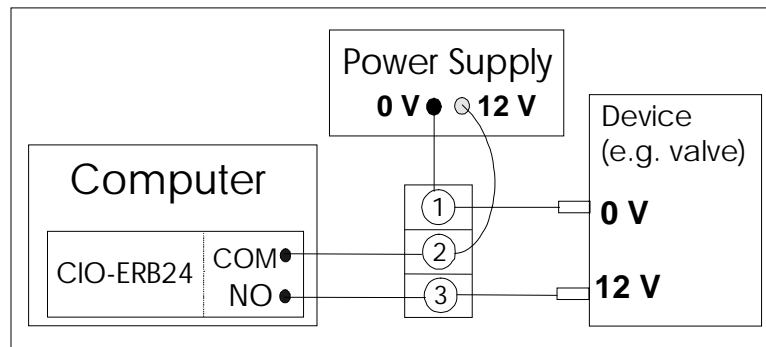 Power Supply
0 V 12 V
Device
(e.g. valve)
Computer
1
0 V
CIO-ERB24
COM
2
NO
3
12 V